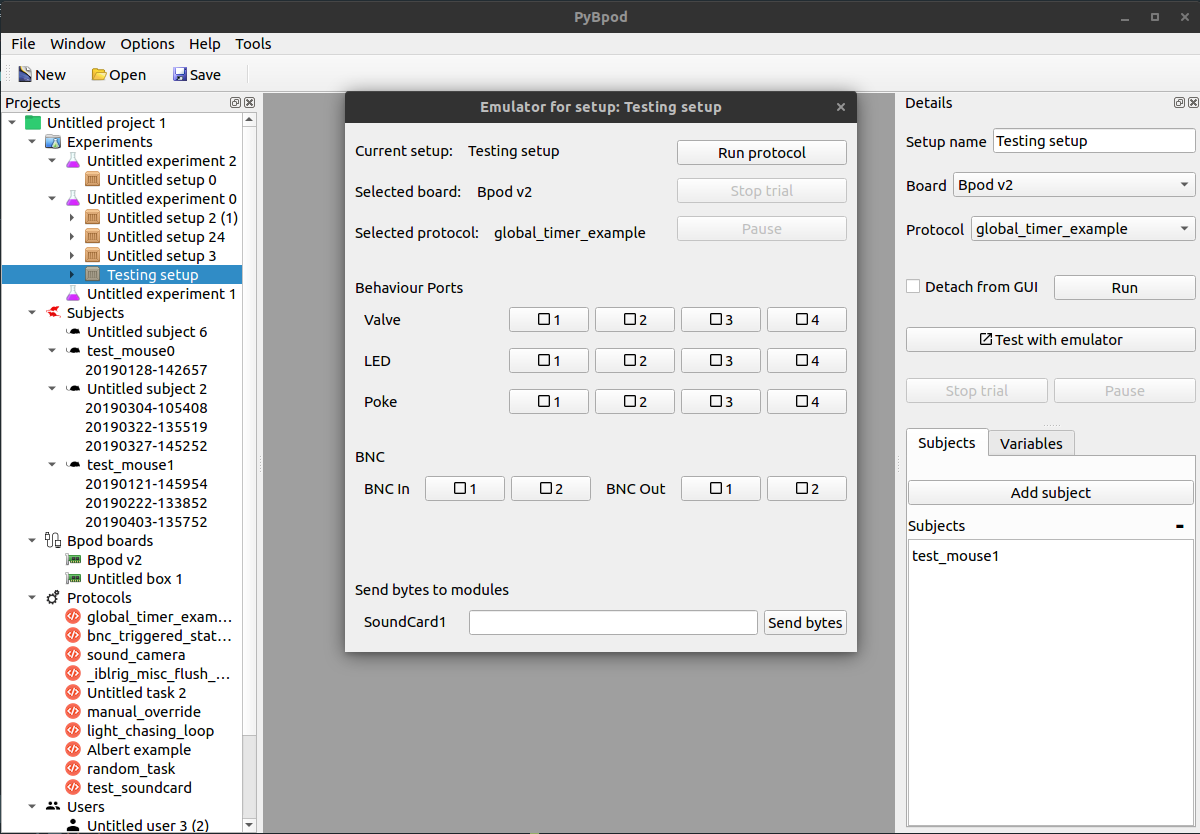 PyBpod
File Window Options Help Tools
New Open Save
Projects
Untitled project 1
Experiments
Untitled experiment 2
Untitled setup 0
Untitled experiment 0
Untitled setup 2 (1)
Untitled setup 24
Untitled setup 3
Testing setup
Untitled experiment 1
Subjects
Untitled subject 6
test_mouse0
20190128-142657
Untitled subject 2
20190304-105408
20190322-135519
20190327-145252
test_mouse1
20190121-145954
20190222-133852
20190403-135752
Bpod boards
Bpod v2
Untitled box 1
Protocols
global_timer_exam...
bnc_triggered_stat...
sound_camera
_iblrig_misc_flush_...
Untitled task 2
manual_override
light_chasing_loop
Albert example
random_task
test_soundcard
Users
Untitled user 3 (2)
Emulator for setup: Testing setup
Current setup: Testing setup Run protocol
Selected board: Bpod v2 Stop trial
Selected protocol: global_timer_example Pause
Behaviour Ports
Valve 1 2 3 4
LED 1 2 3 4
Poke 1 2 3 4
BNC
BNC In 1 2 BNC Out 1 2
Send bytes to modules
SoundCard1 Send bytes
Details
Setup name Testing setup
Board Bpod v2
Protocol global_timer_example
Detach from GUI Run
Test with emulator
Stop trial Pause
Subjects Variables
Add subject
Subjects -
test_mouse1